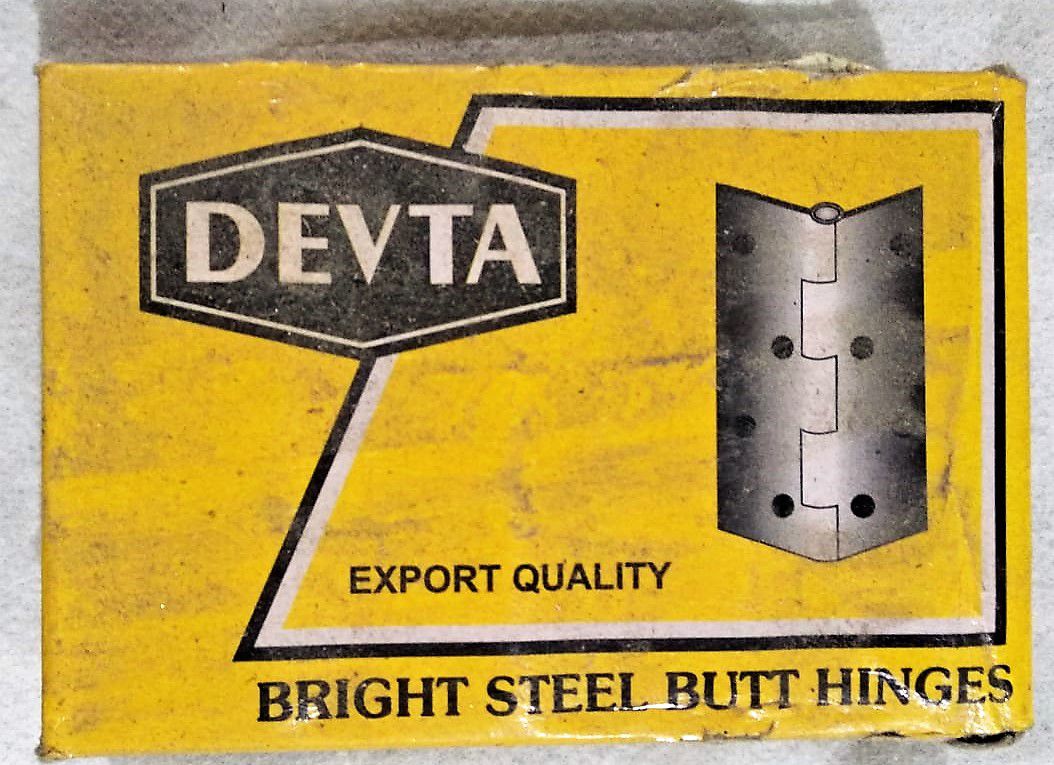 DEVTA
EXPORT QUALITY
BRIGHT STEEL BUTT HINGES